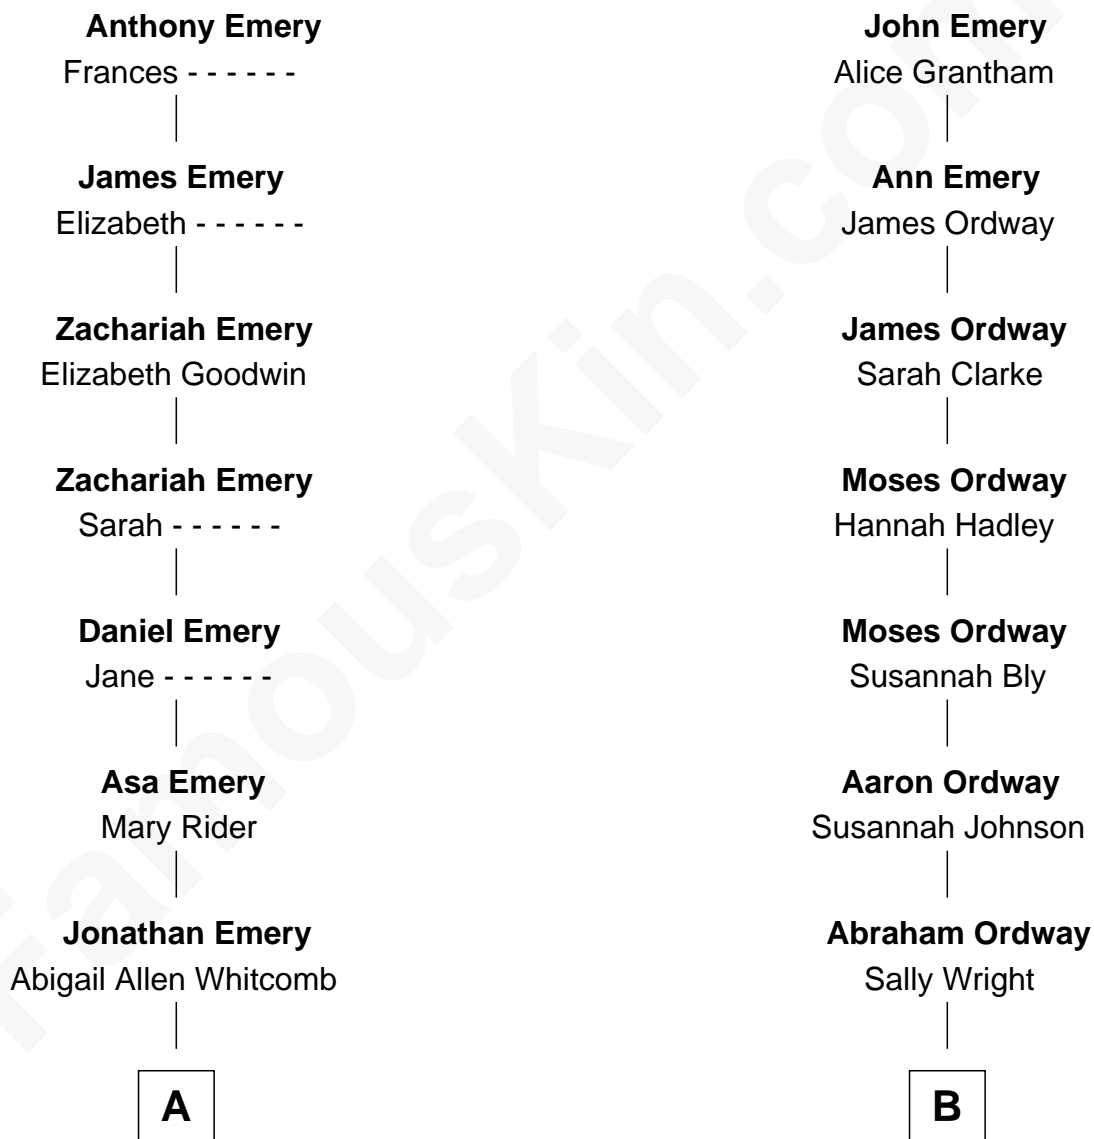 Anthony Emery
Frances - - - - - -
James Emery
Elizabeth - - - - - -
Zachariah Emery
Elizabeth Goodwin
Zachariah Emery
Sarah - - - - - -
Daniel Emery
Jane - - - - - -
Asa Emery
Mary Rider
Jonathan Emery
Abigail Allen Whitcomb
A
John Emery
Alice Grantham
Ann Emery
James Ordway
James Ordway
Sarah Clarke
Moses Ordway
Hannah Hadley
Moses Ordway
Susannah Bly
Aaron Ordway
Susannah Johnson
Abraham Ordway
Sally Wright
B
FamousKin.com